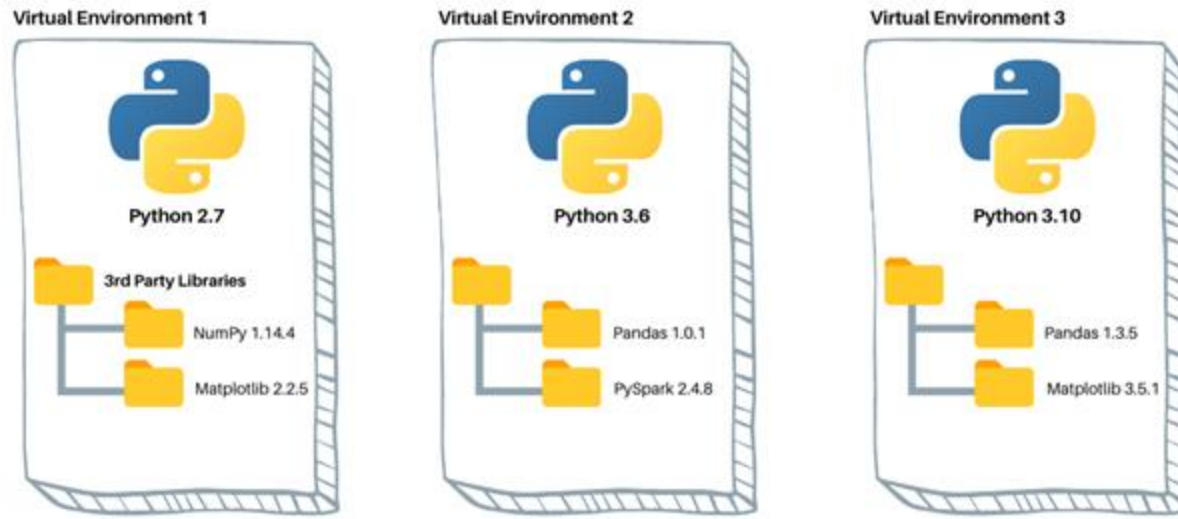 Virtual Environment 1
Python 2.7
3rd Party Libraries
NumPy 1.14.4
Matplotlib 2.2.5
Virtual Environment 2
Python 3.6
Pandas 1.0.1
PySpark 2.4.8
Virtual Environment 3
Python 3.10
Pandas 1.3.5
Matplotlib 3.5.1